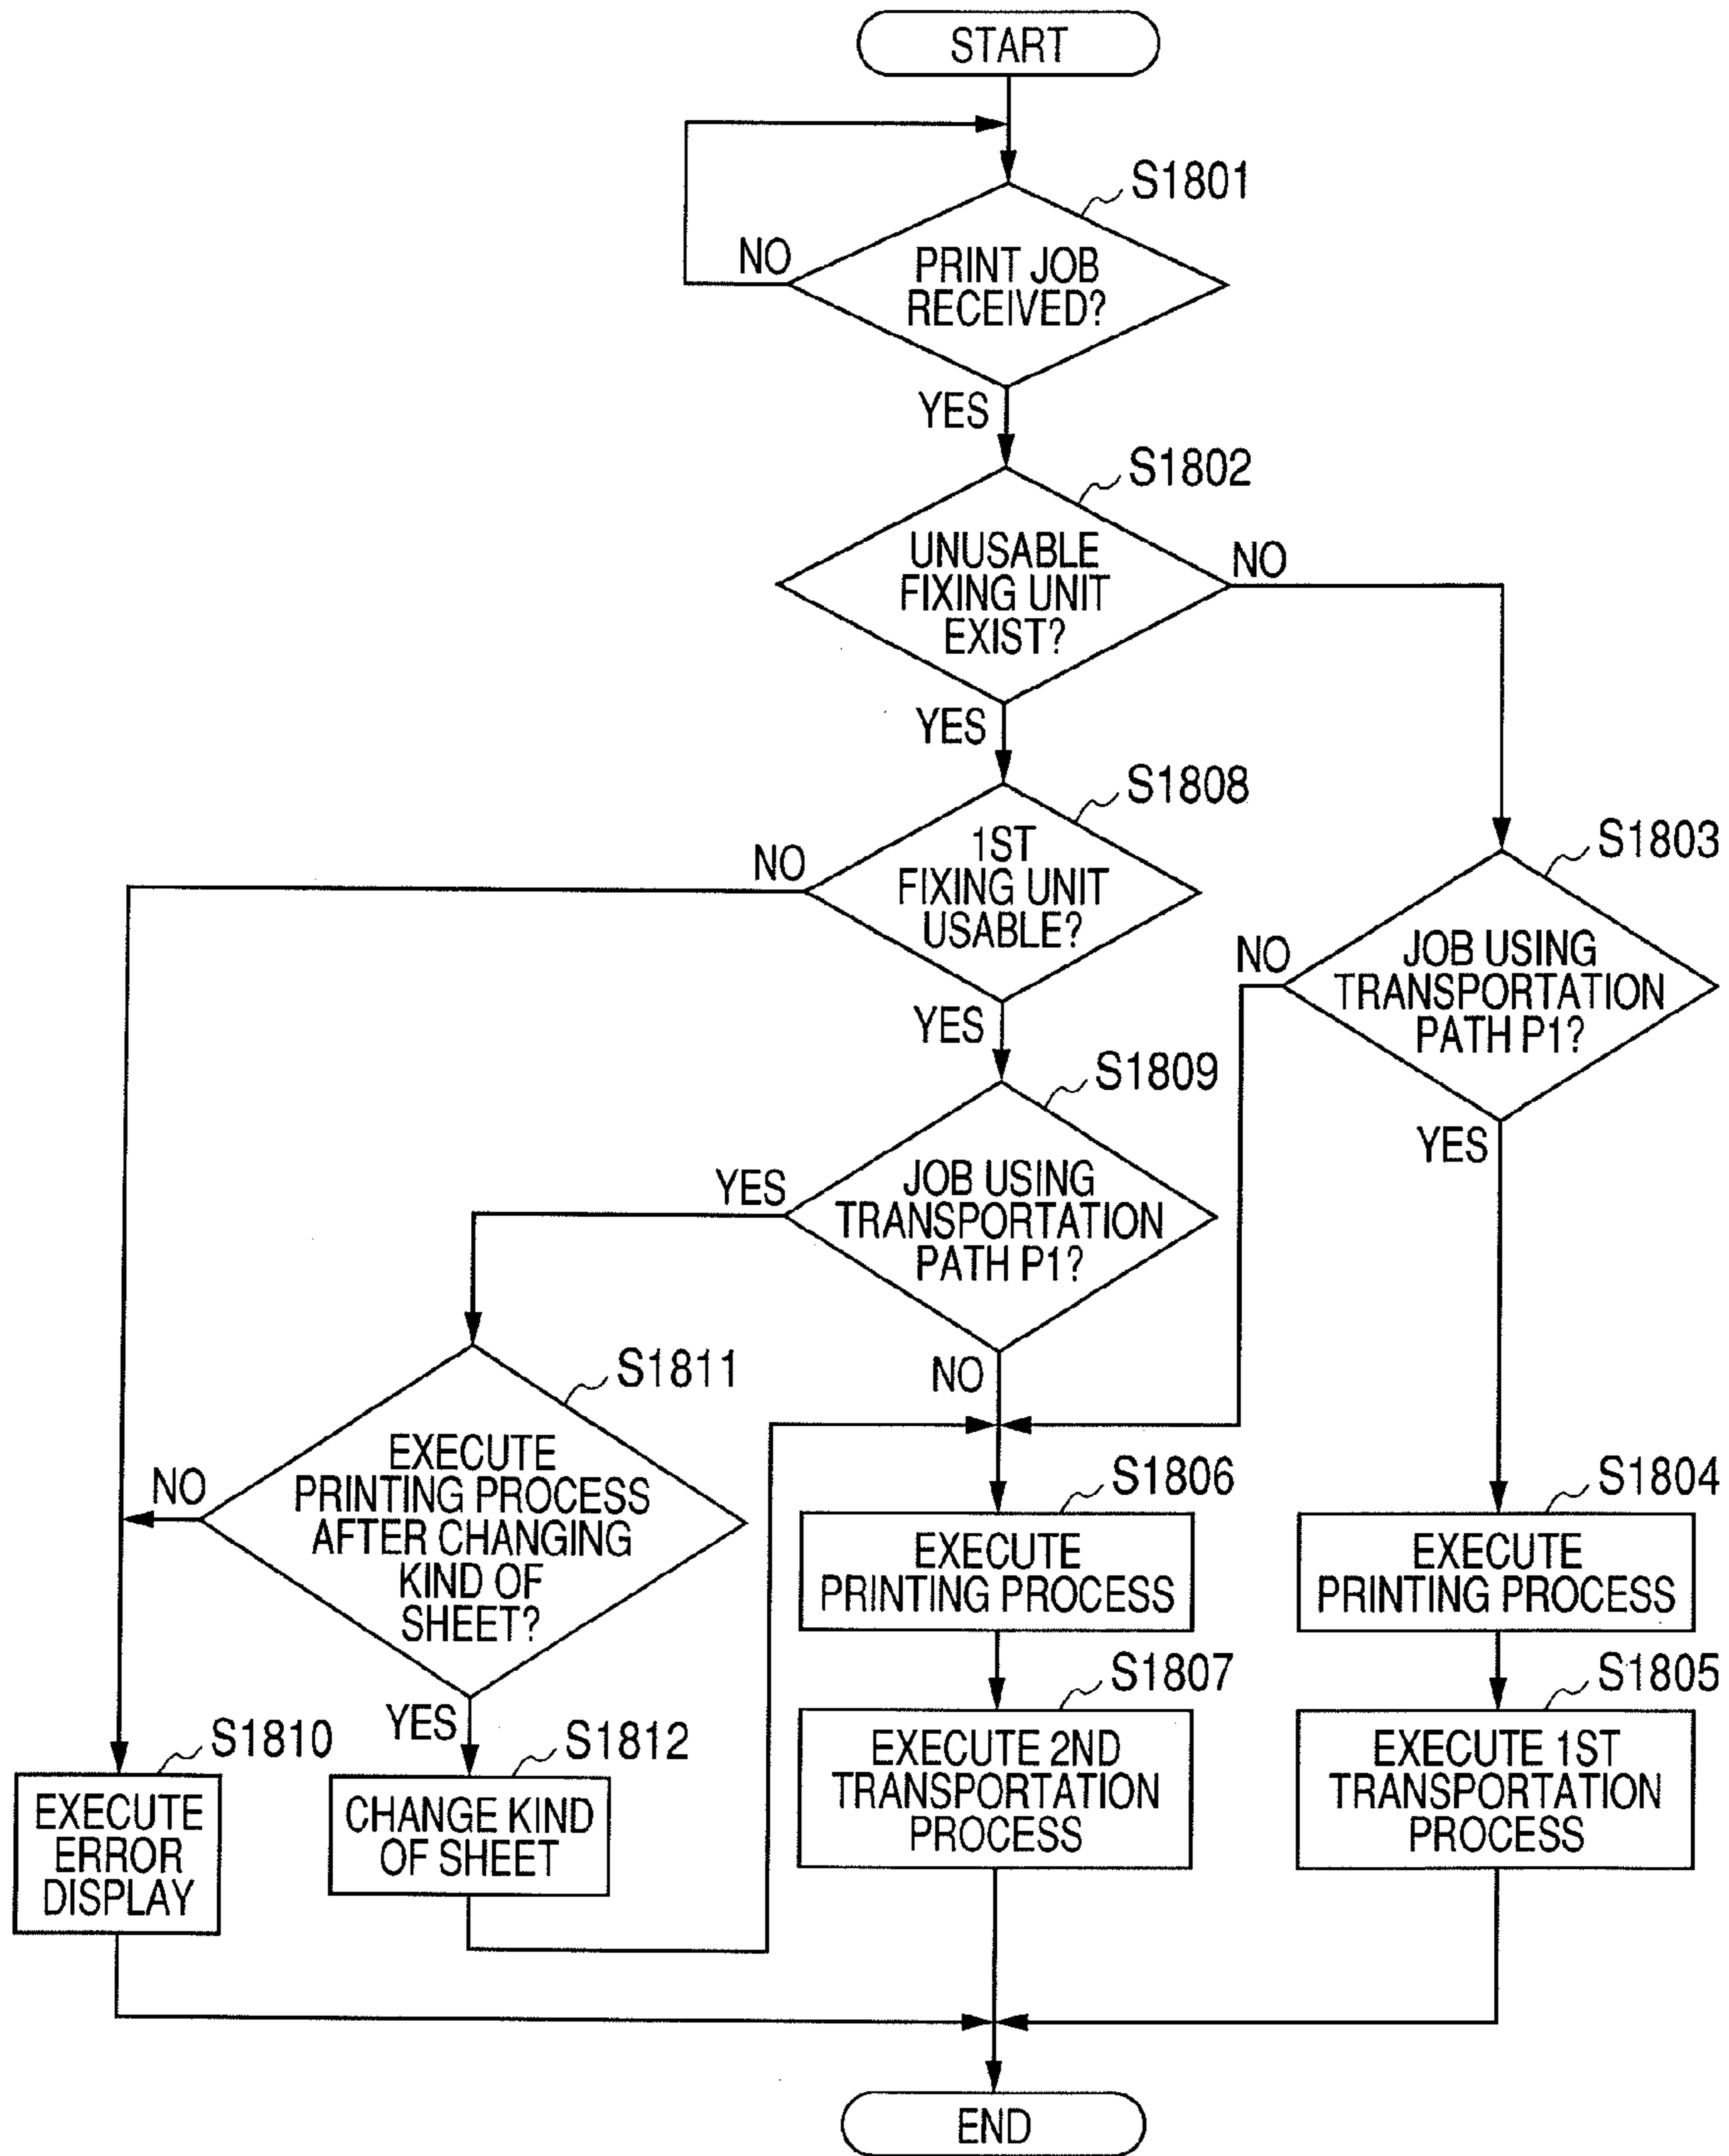 START
S1801
NO
PRINT JOB
RECEIVED?
YES
S1802
UNUSABLE
FIXING UNIT
EXIST?
NO
YES
S1808
NO
1ST
FIXING UNIT
USABLE?
S1803
NO
JOB USING
TRANSPORTATION
PATH P1?
YES
S1809
YES
JOB USING
TRANSPORTATION
PATH P1?
YES
NO
S1811
NO
EXECUTE
PRINTING PROCESS
AFTER CHANGING
KIND OF
SHEET?
S1806
EXECUTE
PRINTING PROCESS
S1804
EXECUTE
PRINTING PROCESS
YES
S1810
EXECUTE
ERROR
DISPLAY
S1812
CHANGE KIND
OF SHEET
S1807
EXECUTE 2ND
TRANSPORTATION
PROCESS
S1805
EXECUTE 1ST
TRANSPORTATION
PROCESS
END